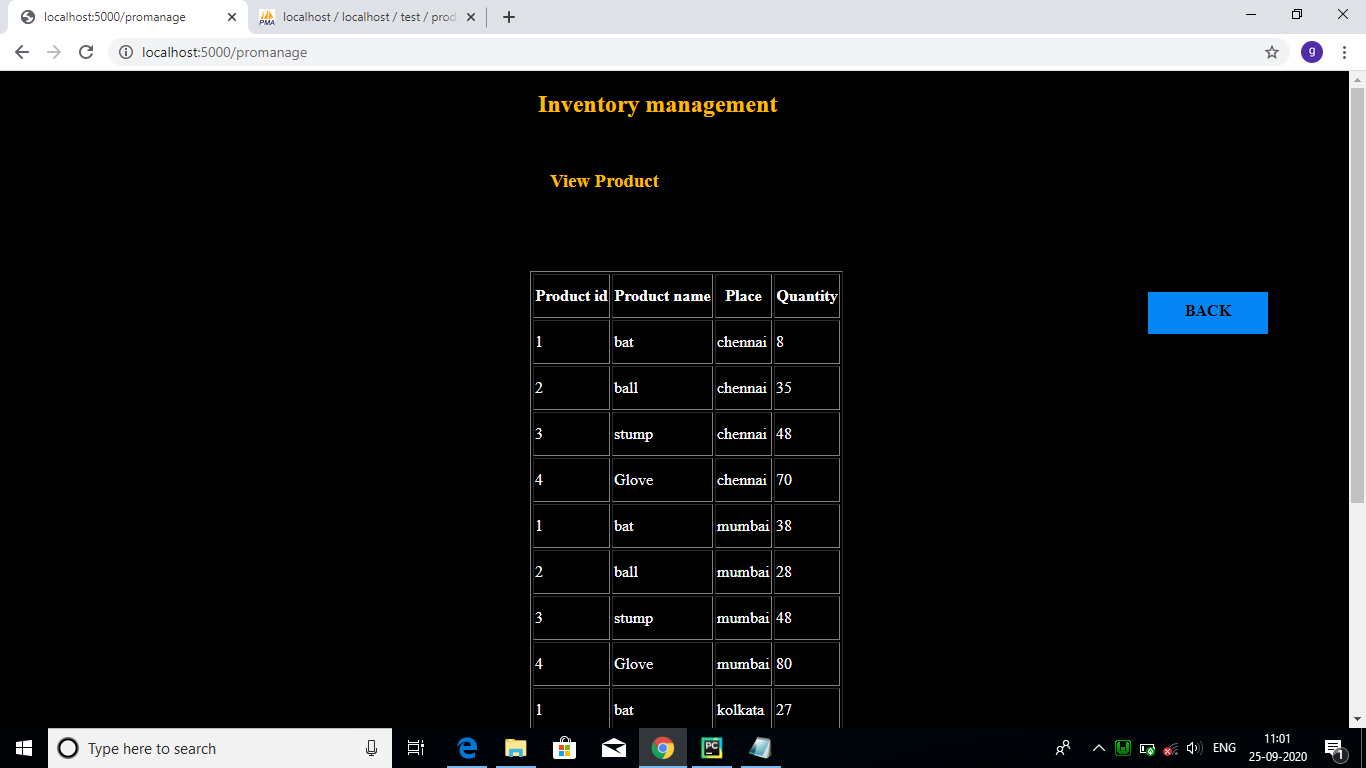 localhost:5000/promanage
localhost / localhost / test / prod
localhost:5000/promanage
g
Inventory management
View Product
Product id Product name Place Quantity
BACK
1 bat chennai 8
2 ball chennai 35
3 stump chennai 48
4 Glove chennai 70
1 bat mumbai 38
2 ball mumbai 28
3 stump mumbai 48
4 Glove mumbai 80
1 bat kolkata 27
Type here to search
PC
ENG
11:01
25-09-2020
1